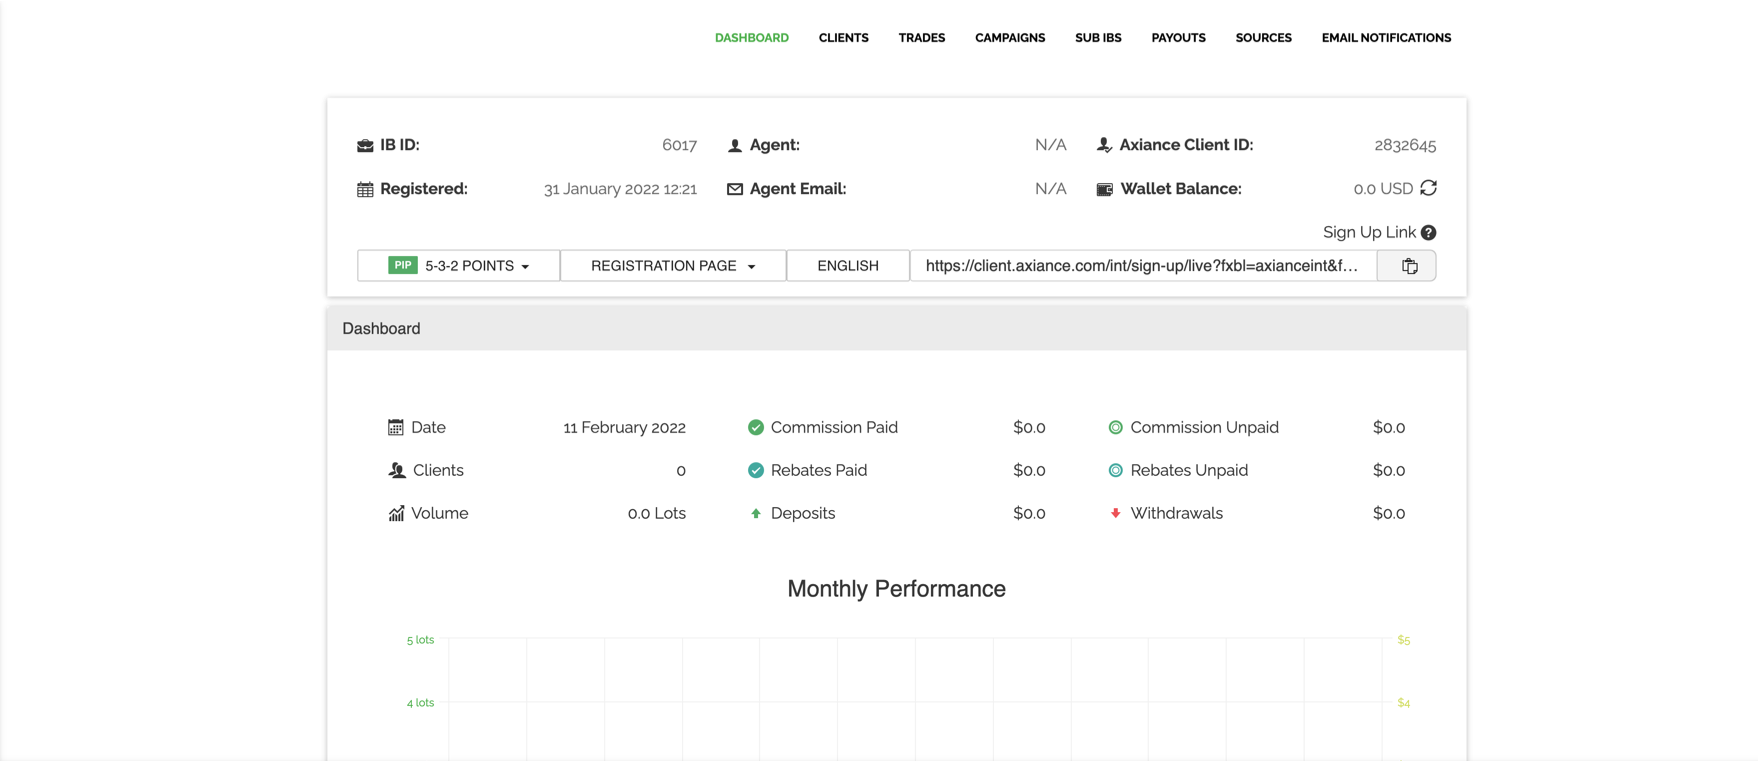 DASHBOARD CLIENTS TRADES CAMPAIGNS SUB IBS PAYOUTS SOURCES EMAIL NOTIFICATIONS
IB ID: 6017 Agent: N/A Axiance Client ID: 2832645
Registered: 31 January 2022 12:21 Agent Email: N/A Wallet Balance: 0.0 USD
Sign Up Link ?
PIP 5-3-2 POINTS REGISTRATION PAGE ENGLISH https://client.axiance.com/int/sign-up/live?fxbl=axianceint&f...
Dashboard
Date 11 February 2022 Commission Paid $0.0 Commission Unpaid $0.0
Clients 0 Rebates Paid $0.0 Rebates Unpaid $0.0
Volume 0.0 Lots Deposits $0.0 Withdrawals $0.0
Monthly Performance
5 lots $5
4 lots $4